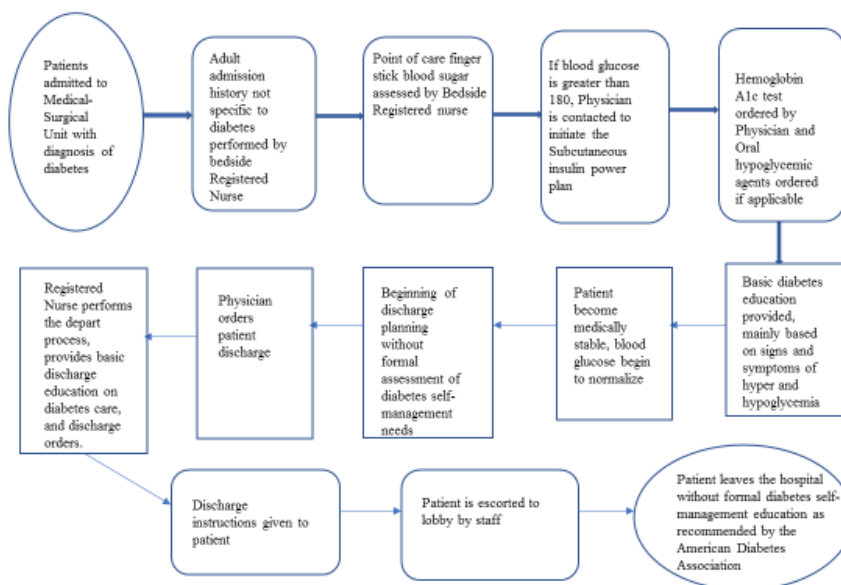 Patients
admitted to
Medical-
Surgical
Unit with
diagnosis of
diabetes
Adult
admission
history not
specific to
diabetes
performed by
bedside
Registered
Nurse
Point of care finger
stick blood sugar
assessed by Bedside
Registered nurse
If blood glucose
is greater than
180, Physician
is contacted to
initiate the
Subcutaneous
insulin power
plan
Hemoglobin
A1c test
ordered by
Physician and
Oral
hypoglycemic
agents ordered
if applicable
Basic diabetes
education
provided,
mainly based
on signs and
symptoms of
hyper and
hypoglycemia
Patient
become
medically
stable, blood
glucose begin
to normalize
Beginning of
discharge
planning
without
formal
assessment of
diabetes self-
management
needs
Physician
orders
patient
discharge
Registered
Nurse performs
the depart
process,
provides basic
discharge
education on
diabetes care,
and discharge
orders.
Discharge
instructions given to
patient
Patient is escorted to
lobby by staff
Patient leaves the hospital
without formal diabetes self-
management education as
recommended by the
American Diabetes
Association